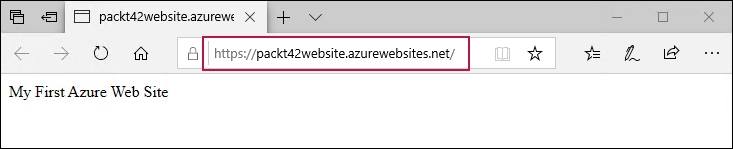 packt42website.azurewe
https://packt42website.azurewebsites.net/
My First Azure Web Site